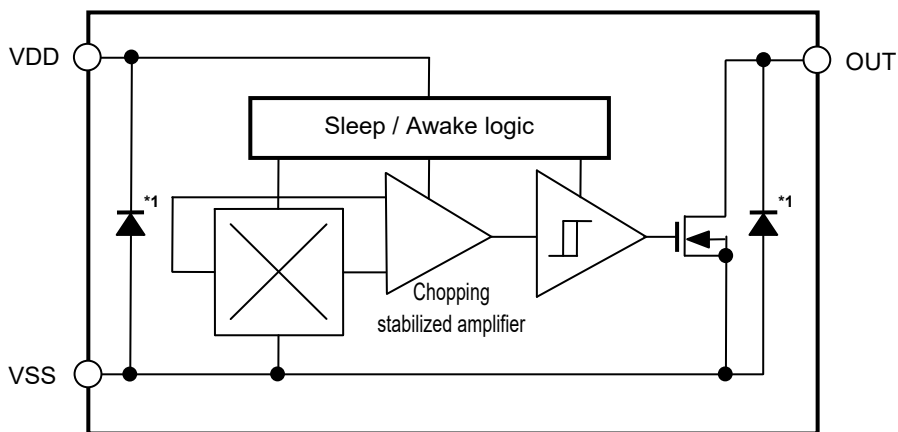 VDD
OUT
Sleep / Awake logic
*1
*1
Chopping
stabilized amplifier
VSS